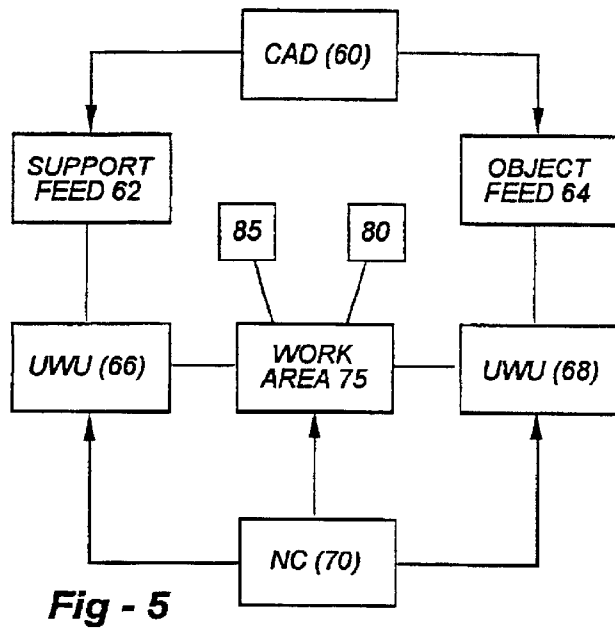 CAD (60)
SUPPORT
FEED 62
OBJECT
FEED 64
85
80
UWU (66)
WORK
AREA 75
UWU (68)
NC (70)
Fig - 5